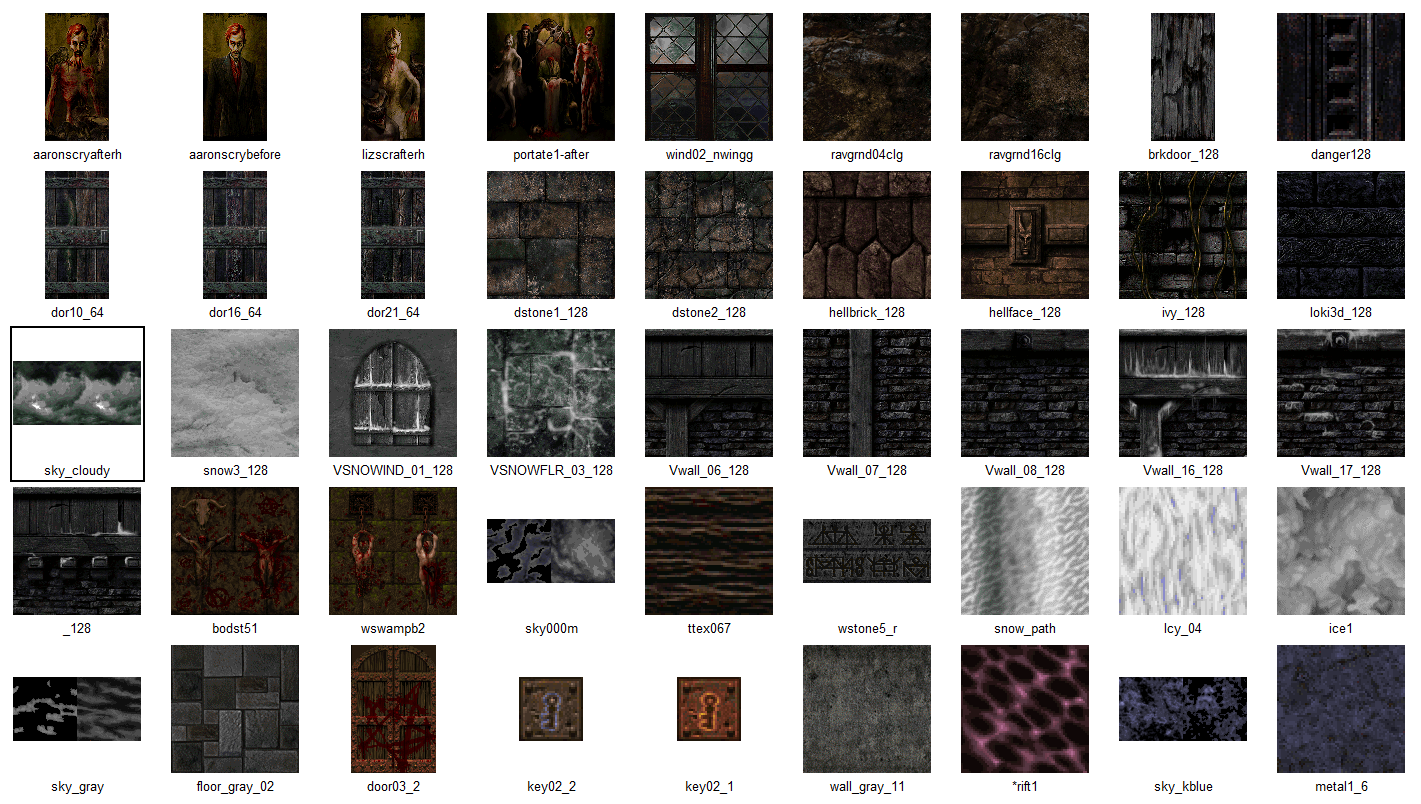 aaronscryafterh aaronscrybefore lizscrafterh portate1-after wind02_nwingg ravgrnd04clg ravgrnd16clg brkdoor_128 danger128
dor10_64 dor16_64 dor21_64 dstone1_128 dstone2_128 hellbrick_128 hellface_128 ivy_128 loki3d_128
sky_cloudy snow3_128 VSNOWIND_01_128 VSNOWFLR_03_128 Vwall_06_128 Vwall_07_128 Vwall_08_128 Vwall_16_128 Vwall_17_128
_128 bodst51 wswampb2 sky000m ttex067 wstone5_r snow_path Icy_04 ice1
sky_gray floor_gray_02 door03_2 key02_2 key02_1 wall_gray_11 *rift1 sky_kblue metal1_6